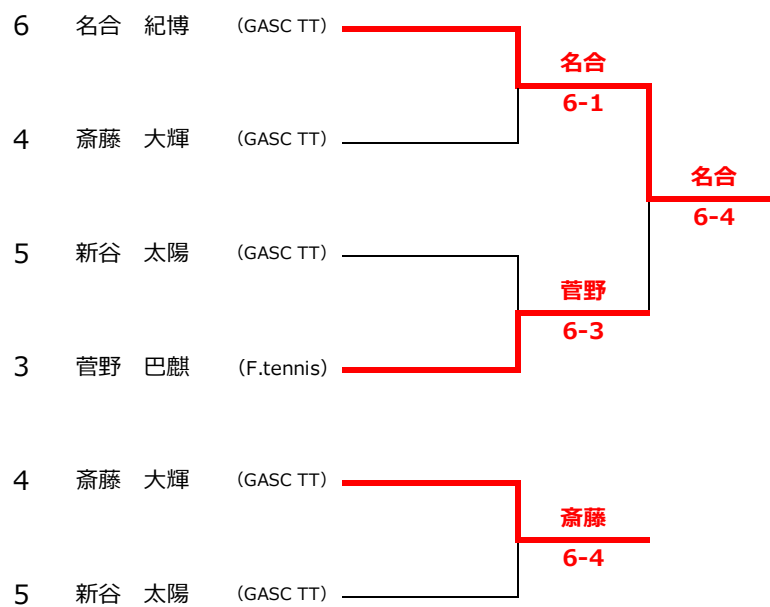 6 名合 紀博 (GASC TT)
名合
6-1
4 斎藤 大輝 (GASC TT)
名合
6-4
5 新谷 太陽 (GASC TT)
菅野
6-3
3 菅野 巴麒 (F.tennis)
4 斎藤 大輝 (GASC TT)
斎藤
6-4
5 新谷 太陽 (GASC TT)